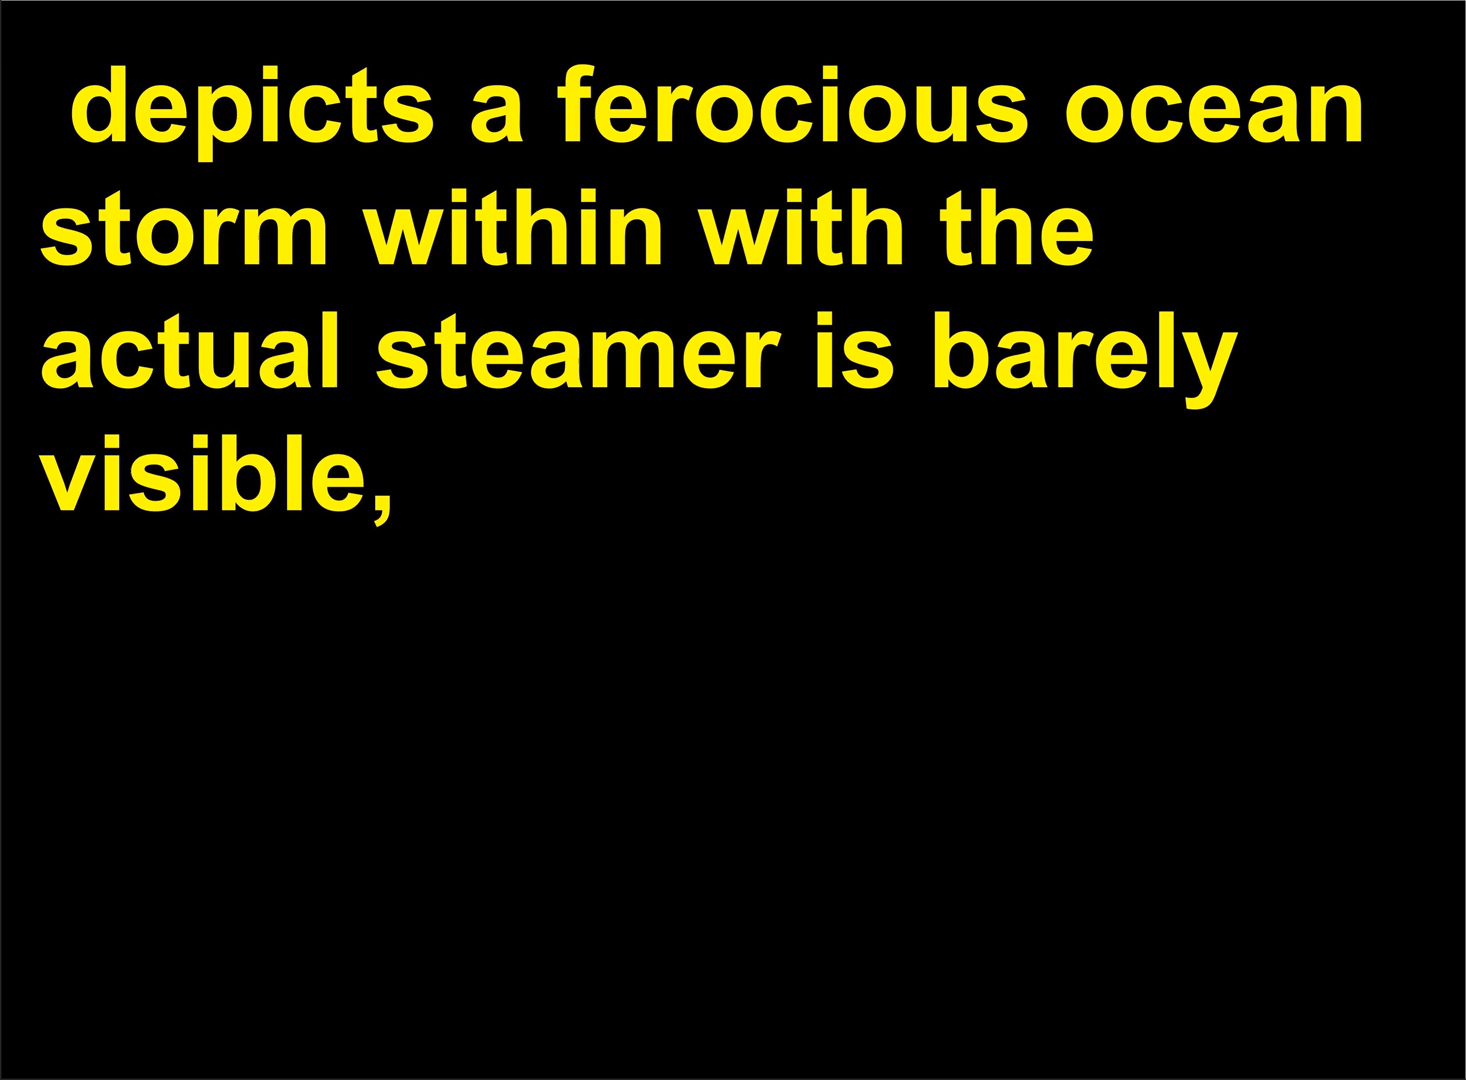 depicts a ferocious ocean
storm within with the
actual steamer is barely
visible,